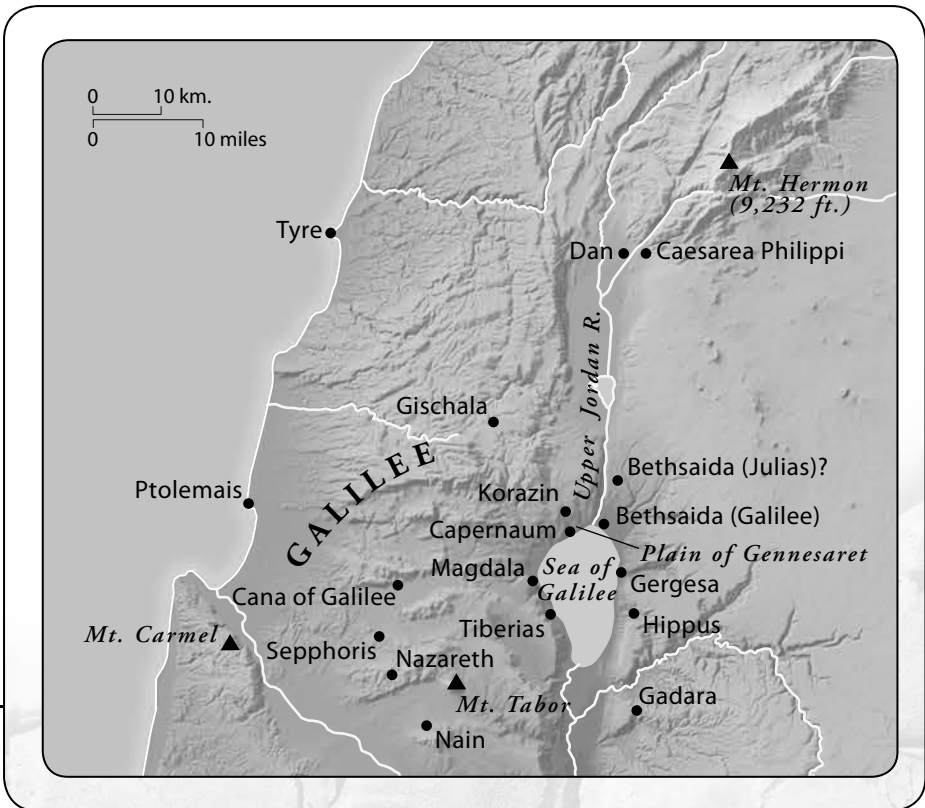 0 10 km.
0 10 miles
Mt. Hermon
(9,232 ft.)
Tyre
Dan
Caesarea Philippi
Upper Jordan R.
Gischala
GALILEE
Bethsaida (Julias)?
Ptolemais
Korazin
Bethsaida (Galilee)
Capernaum
Plain of Gennesaret
Magdala
Sea of
Galilee
Gergesa
Cana of Galilee
Hippus
Tiberias
Mt. Carmel
Sepphoris
Nazareth
Mt. Tabor
Gadara
Nain